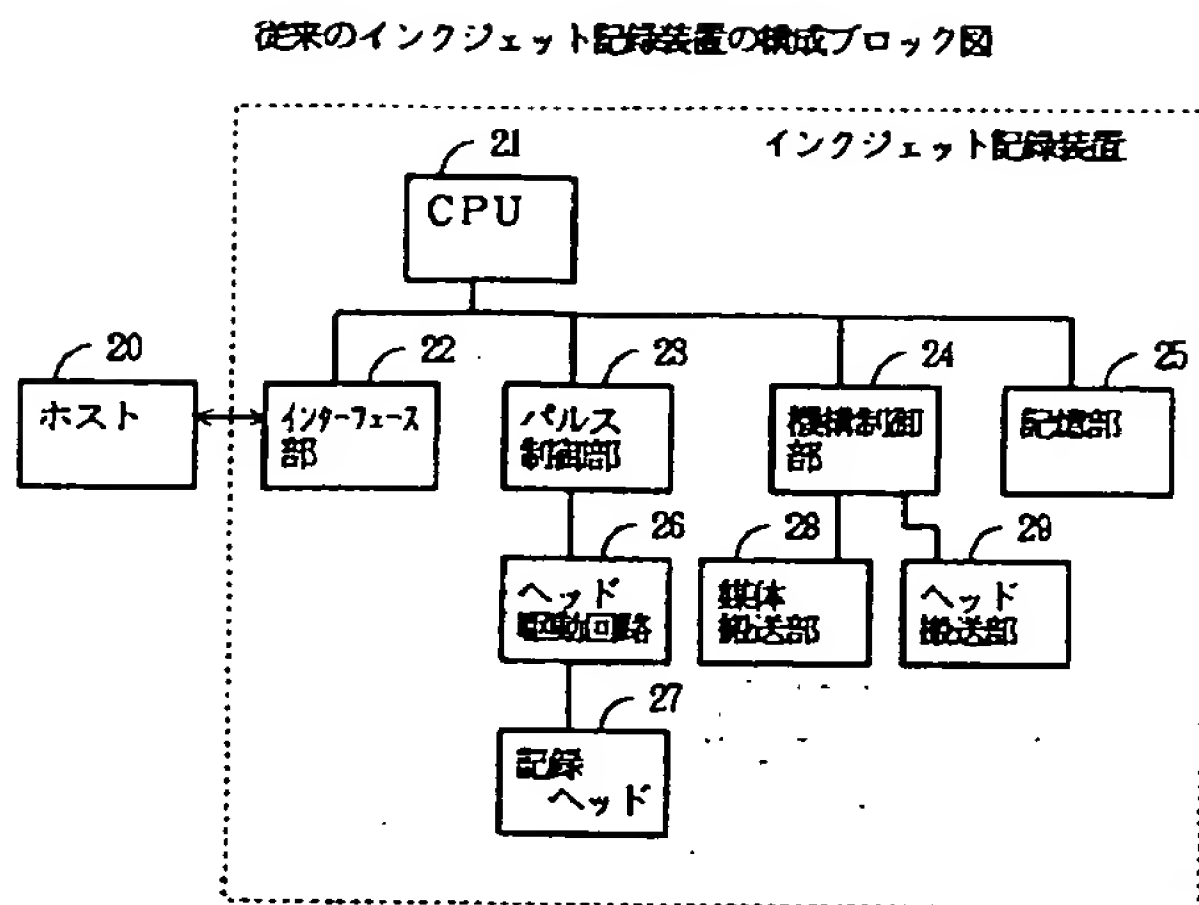 従来のインクジェット記録装置の構成ブロック図
インクジェット記録装置
21
CPU
20
22
23
24
25
ホスト
インターフェース
部
パルス
制御部
機構制御
部
記憶部
26
28
29
ヘッド
駆動回路
媒体
搬送部
ヘッド
搬送部
27
記録
ヘッド